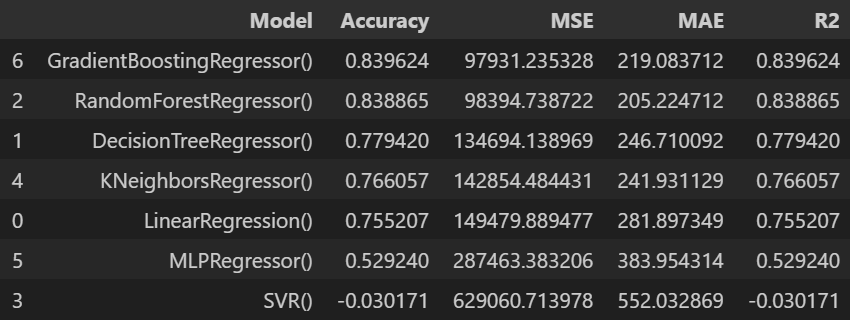 Model Accuracy MSE MAE R2
6 GradientBoostingRegressor() 0.839624 97931.235328 219.083712 0.839624
2 RandomForestRegressor() 0.838865 98394.738722 205.224712 0.838865
1 DecisionTreeRegressor() 0.779420 134694.138969 246.710092 0.779420
4 KNeighborsRegressor() 0.766057 142854.484431 241.931129 0.766057
0 LinearRegression() 0.755207 149479.889477 281.897349 0.755207
5 MLPRegressor() 0.529240 287463.383206 383.954314 0.529240
3 SVR() -0.030171 629060.713978 552.032869 -0.030171